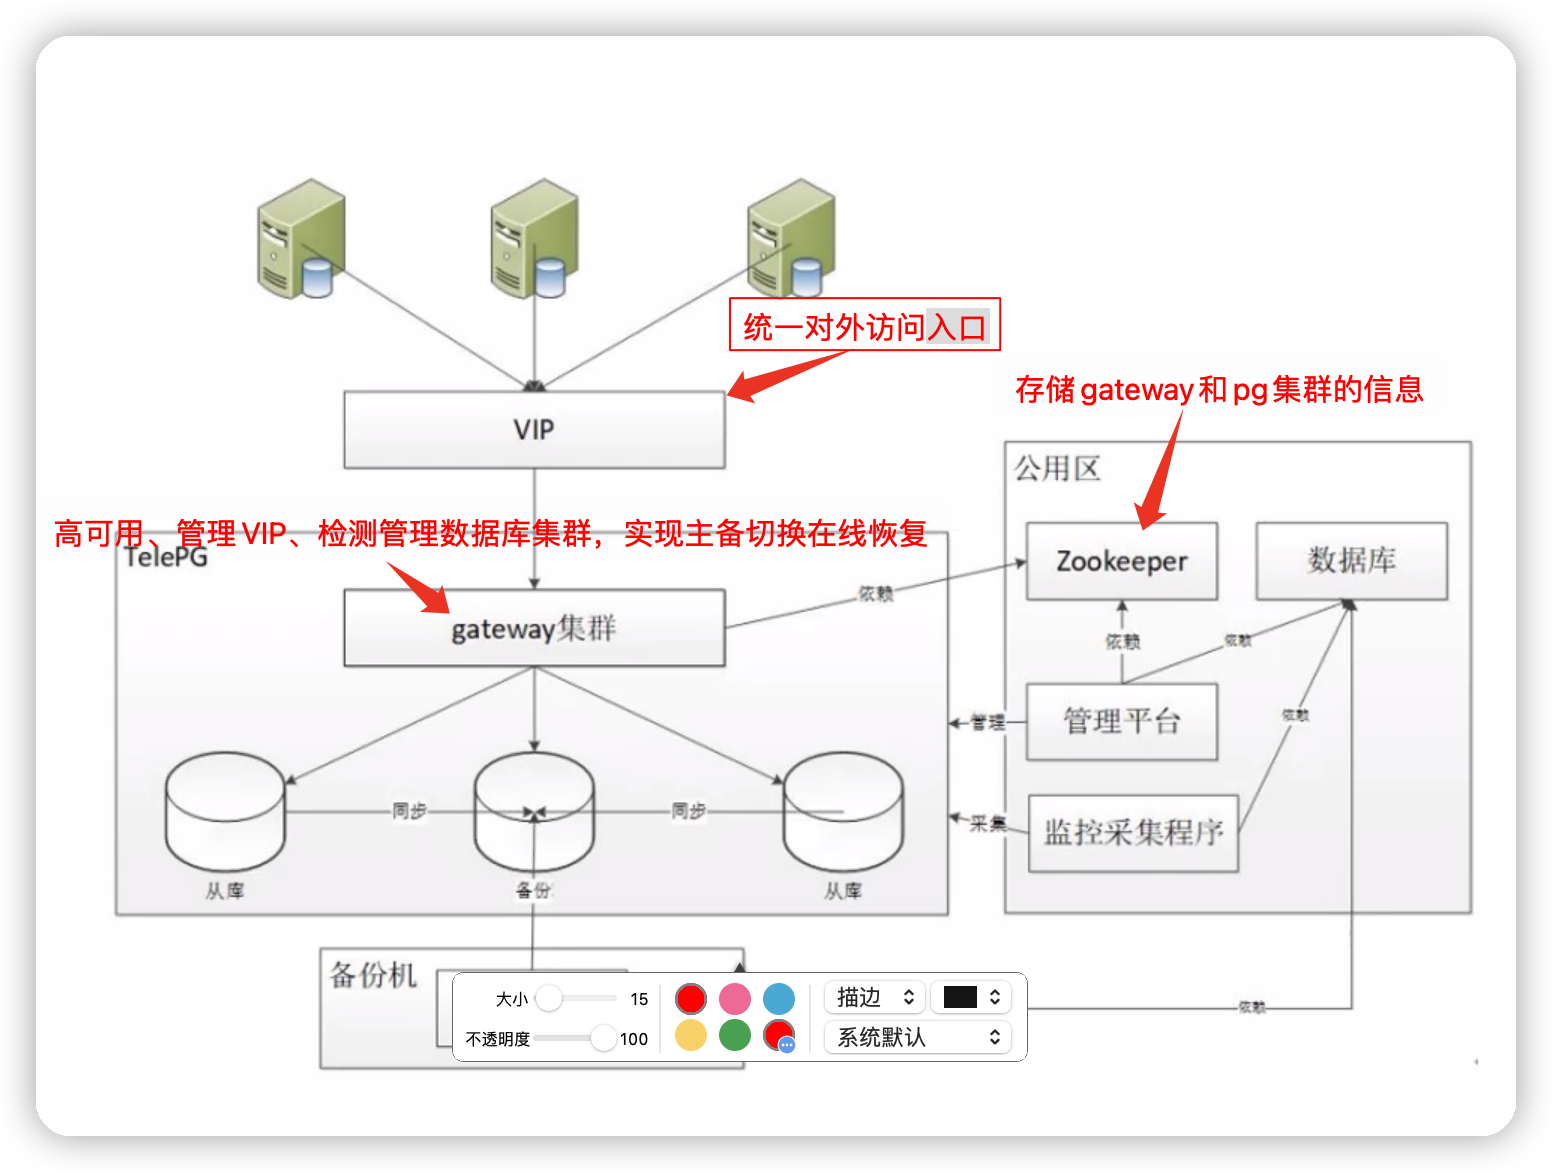 统一对外访问入口
存储gateway和pg集群的信息
VIP
公用区
高可用、管理VIP、检测管理数据库集群，实现主备切换在线恢复
TelePG
Zookeeper
数据库
依赖
gateway集群
依赖
依赖
管理
管理平台
依赖
同步
同步
采集
监控采集程序
从库
备份
从库
备份机
大小
15
描边
不透明度
100
系统默认
依赖